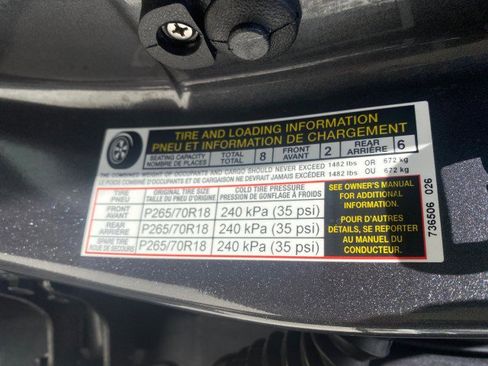 TIRE AND LOADING INFORMATION
PNEU ET INFORMATION DE CHARGEMENT
SEATING CAPACITY TOTAL 8 FRONT 2 REAR 6
NOMBRE DE PLACES TOTAL AVANT ARRIÈRE
THE COMBINED WEIGHT OF OCCUPANTS AND CARGO SHOULD NEVER EXCEED 1482 lbs OR 672 kg
LE POIDS COMBINÉ D'OCCUPANTS ET DE CARGAISON NE DEVRAIT JAMAIS EXCÉDER 1482 lbs OU 672 kg
TIRE ORIGINAL TIRE SIZE COLD TIRE PRESSURE
PNEU TAILLE DU PNEU D'ORIGINE PRESSION DE GONFLAGE À FROIDS
FRONT
AVANT P265/70R18 240 kPa (35 psi)
REAR
ARRIÈRE P265/70R18 240 kPa (35 psi)
SPARE TIRE
ROUE DE SECOURS P265/70R18 240 kPa (35 psi)
SEE OWNER'S MANUAL
FOR ADDITIONAL
INFORMATION.
POUR D'AUTRES
DÉTAILS, SE REPORTER
AU MANUEL DU
CONDUCTEUR.
736506 026